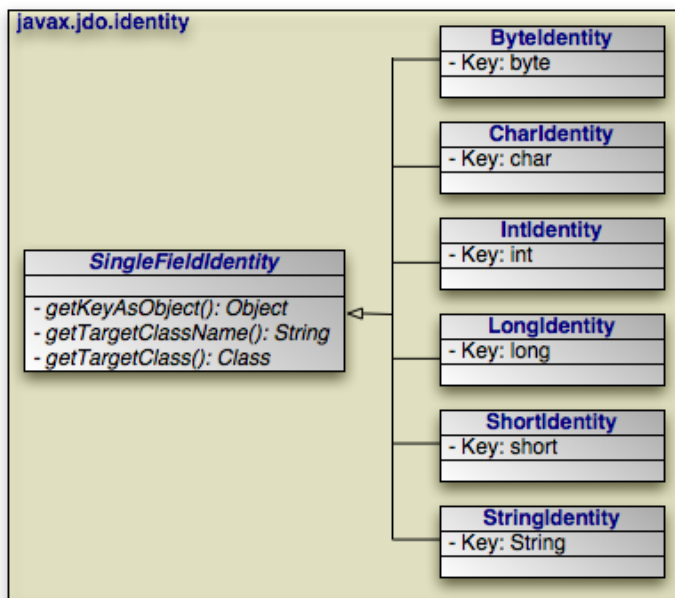 javax.jdo.identity
ByteIdentity
- Key: byte
CharIdentity
- Key: char
IntIdentity
- Key: int
SingleFieldIdentity
- getKeyAsObject(): Object
- getTargetClassName(): String
- getTargetClass(): Class
LongIdentity
- Key: long
ShortIdentity
- Key: short
StringIdentity
- Key: String